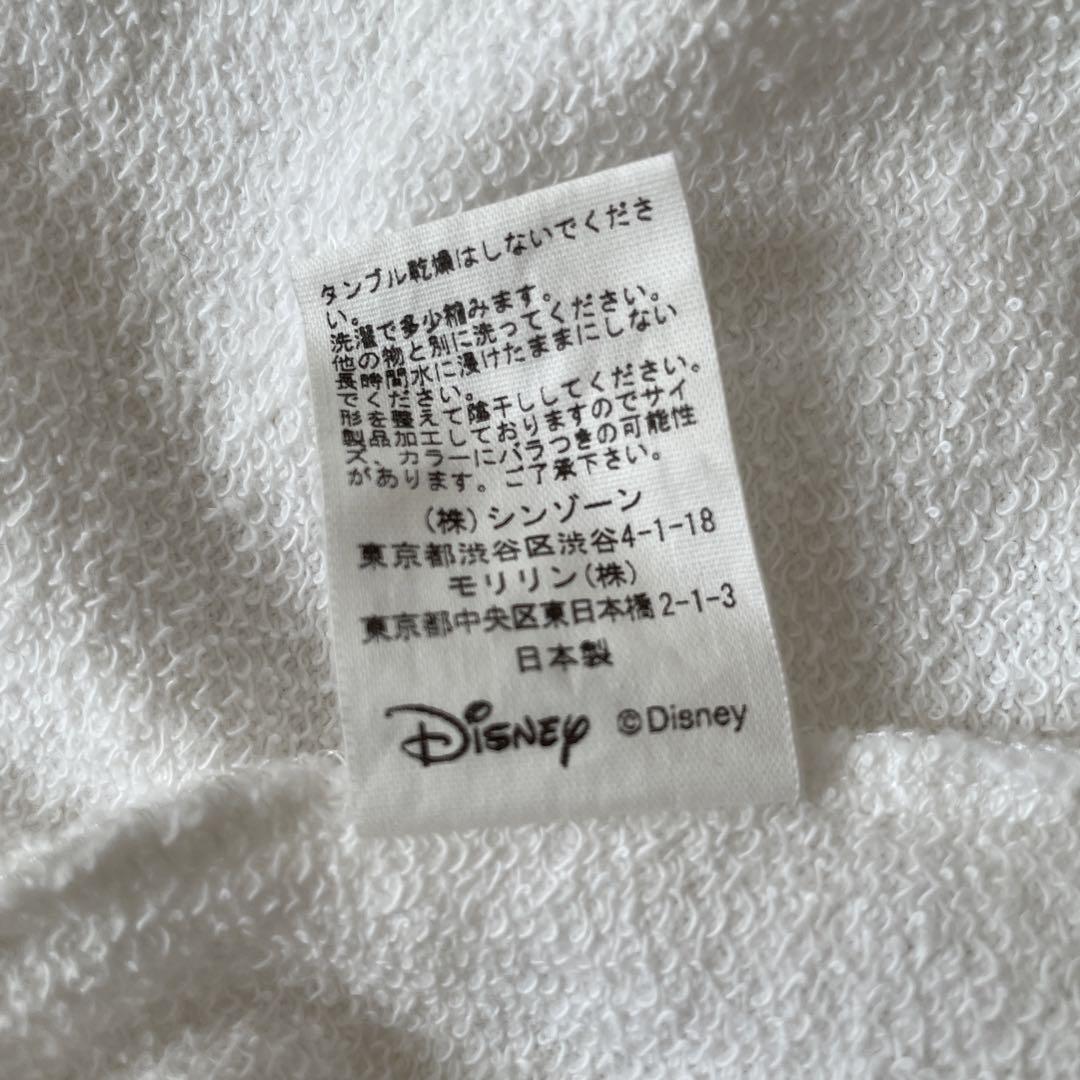 タンブル乾燥はしないでくださ
い。
洗濯で多少縮みます。
他の物と別に洗ってください。
長時間水に浸けたままにしない
でください。
形を整えて陰干ししてください。
製品加工しておりますのでサイ
ズ、カラーにバラつきの可能性
があります。ご了承下さい。
(株)シンゾーン
東京都渋谷区渋谷4-1-18
モリリン(株)
東京都中央区東日本橋2-1-3
日本製
Disney ©Disney